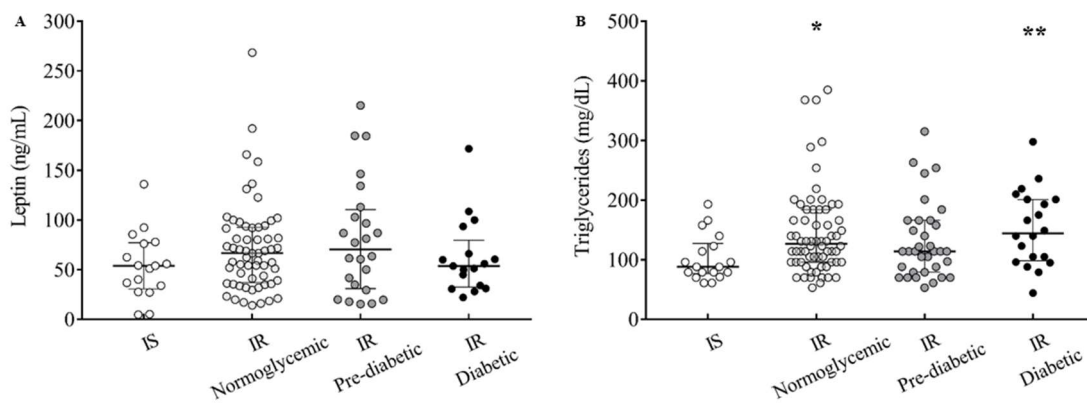 A
300
250
200
150
100
50
0
Leptin (ng/mL)
IS
IR
Normoglycemic
IR
Pre-diabetic
IR
Diabetic
B
500
400
300
200
100
0
Triglycerides (mg/dL)
*
**
IS
IR
Normoglycemic
IR
Pre-diabetic
IR
Diabetic